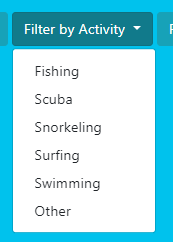 Filter by Activity
Fishing
Scuba
Snorkeling
Surfing
Swimming
Other